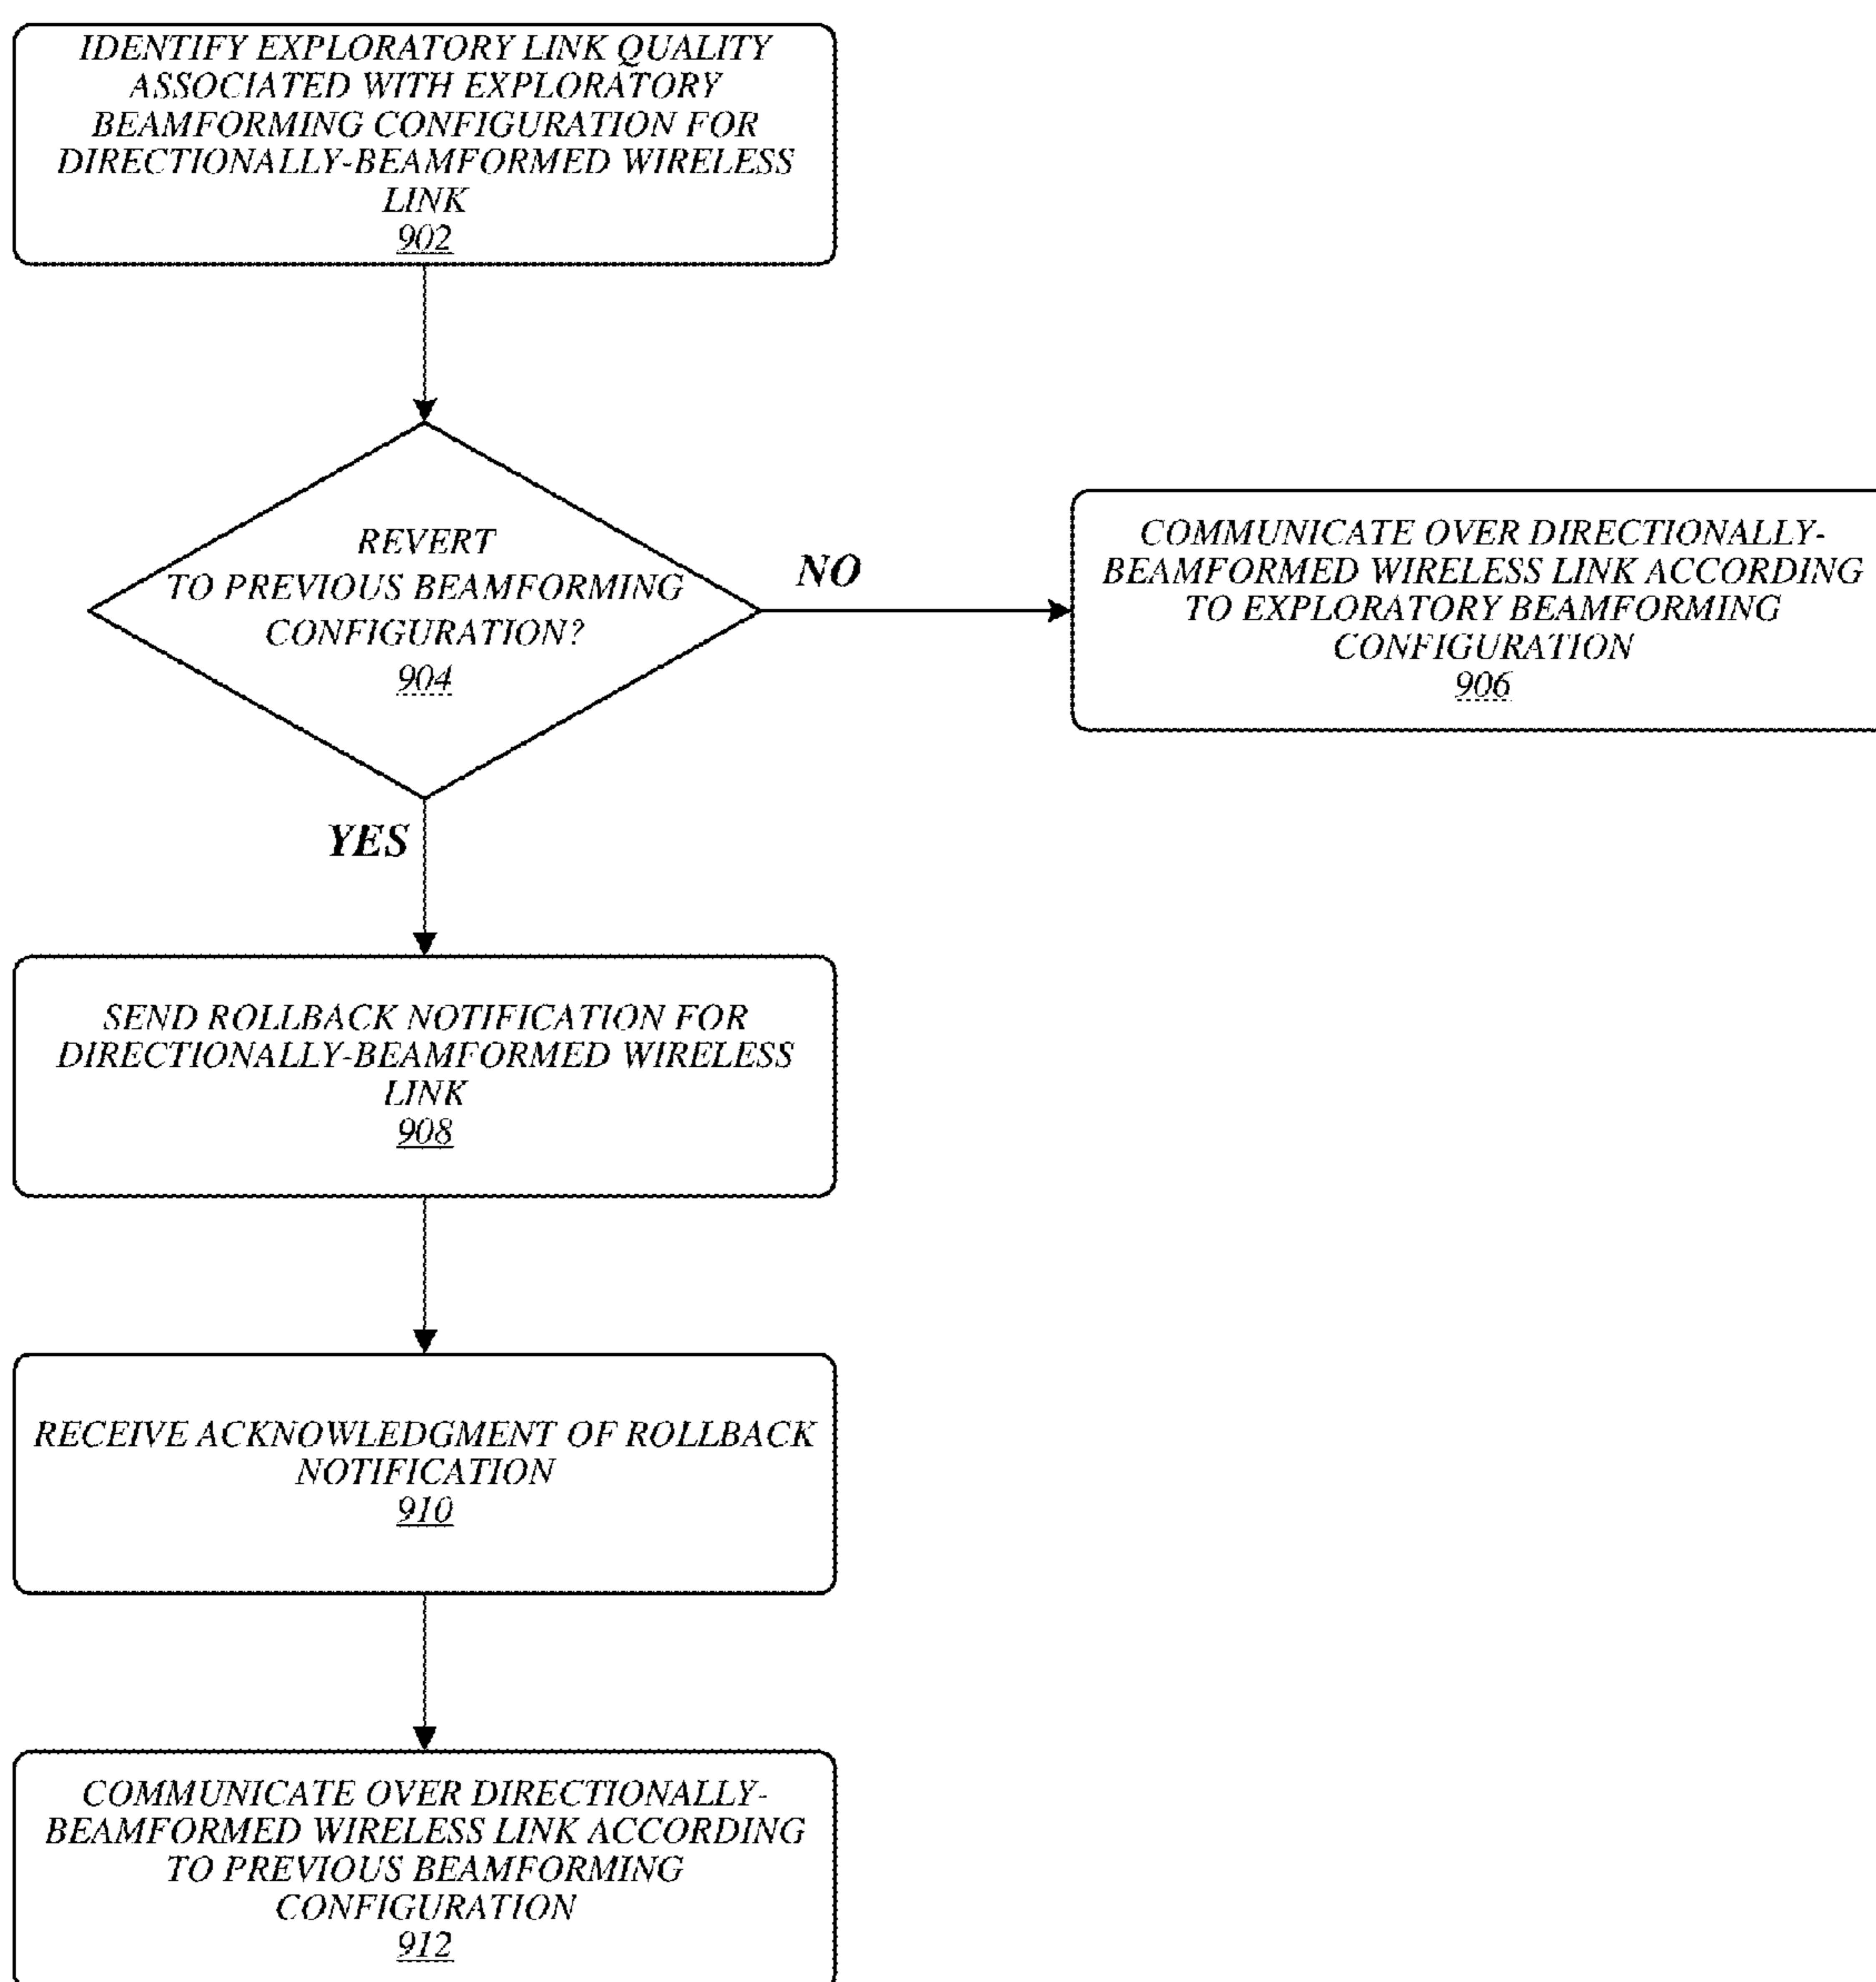 IDENTIFY EXPLORATORY LINK QUALITY
ASSOCIATED WITH EXPLORATORY
BEAMFORMING CONFIGURATION FOR
DIRECTIONALLY-BEAMFORMED WIRELESS
LINK
902
REVERT
TO PREVIOUS BEAMFORMING
CONFIGURATION?
904
NO
COMMUNICATE OVER DIRECTIONALLY-
BEAMFORMED WIRELESS LINK ACCORDING
TO EXPLORATORY BEAMFORMING
CONFIGURATION
906
YES
SEND ROLLBACK NOTIFICATION FOR
DIRECTIONALLY-BEAMFORMED WIRELESS
LINK
908
RECEIVE ACKNOWLEDGMENT OF ROLLBACK
NOTIFICATION
910
COMMUNICATE OVER DIRECTIONALLY-
BEAMFORMED WIRELESS LINK ACCORDING
TO PREVIOUS BEAMFORMING
CONFIGURATION
912